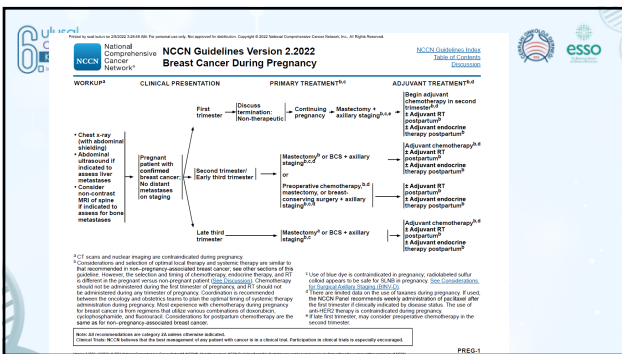 Printed by suat kutun on 2/5/2022 3:28:49 AM. For personal use only. Not approved for distribution. Copyright © 2022 National Comprehensive Cancer Network, Inc., All Rights Reserved.
National
Comprehensive
Cancer
Network®
NCCN
NCCN Guidelines Version 2.2022
Breast Cancer During Pregnancy
NCCN Guidelines Index
Table of Contents
Discussion
esso
WORKUPa
CLINICAL PRESENTATION
PRIMARY TREATMENTb,c
ADJUVANT TREATMENTb,d
• Chest x-ray
(with abdominal
shielding)
• Abdominal
ultrasound if
indicated to
assess liver
metastases
• Consider
non-contrast
MRI of spine
if indicated to
assess for bone
metastases
Pregnant
patient with
confirmed
breast cancer;
No distant
metastases
on staging
First
trimester
Discuss
termination:
Non-therapeutic
Continuing
pregnancy
Mastectomy +
axillary stagingb,c,e
Begin adjuvant
chemotherapy in second
trimesterb,d
± Adjuvant RT
postpartumb
± Adjuvant endocrine
therapy postpartumb
Second trimester/
Early third trimester
Mastectomyb or BCS + axillary
stagingb,c,d
or
Preoperative chemotherapy,b,d
mastectomy, or breast-
conserving surgery + axillary
stagingb,c,d
Adjuvant chemotherapyb,d
± Adjuvant RT
postpartumb
± Adjuvant endocrine
therapy postpartumb
± Adjuvant RT
postpartumb
± Adjuvant endocrine
therapy postpartumb
Late third
trimester
Mastectomya or BCS + axillary
stagingb,c
Adjuvant chemotherapyb,d
± Adjuvant RT
postpartumb
± Adjuvant endocrine
therapy postpartumb
a CT scans and nuclear imaging are contraindicated during pregnancy.
b Considerations and selection of optimal local therapy and systemic therapy are similar to
that recommended in non–pregnancy-associated breast cancer; see other sections of this
guideline. However, the selection and timing of chemotherapy, endocrine therapy, and RT
is different in the pregnant versus non-pregnant patient (See Discussion). Chemotherapy
should not be administered during the first trimester of pregnancy, and RT should not
be administered during any trimester of pregnancy. Coordination is recommended
between the oncology and obstetrics teams to plan the optimal timing of systemic therapy
administration during pregnancy. Most experience with chemotherapy during pregnancy
for breast cancer is from regimens that utilize various combinations of doxorubicin,
cyclophosphamide, and fluorouracil. Considerations for postpartum chemotherapy are the
same as for non–pregnancy-associated breast cancer.
c Use of blue dye is contraindicated in pregnancy; radiolabeled sulfur
colloid appears to be safe for SLNB in pregnancy. See Considerations
for Surgical Axillary Staging (BINV-D).
d There are limited data on the use of taxanes during pregnancy. If used,
the NCCN Panel recommends weekly administration of paclitaxel after
the first trimester if clinically indicated by disease status. The use of
anti-HER2 therapy is contraindicated during pregnancy.
e If late first trimester, may consider preoperative chemotherapy in the
second trimester.
Note: All recommendations are category 2A unless otherwise indicated.
Clinical Trials: NCCN believes that the best management of any patient with cancer is in a clinical trial. Participation in clinical trials is especially encouraged.
PREG-1